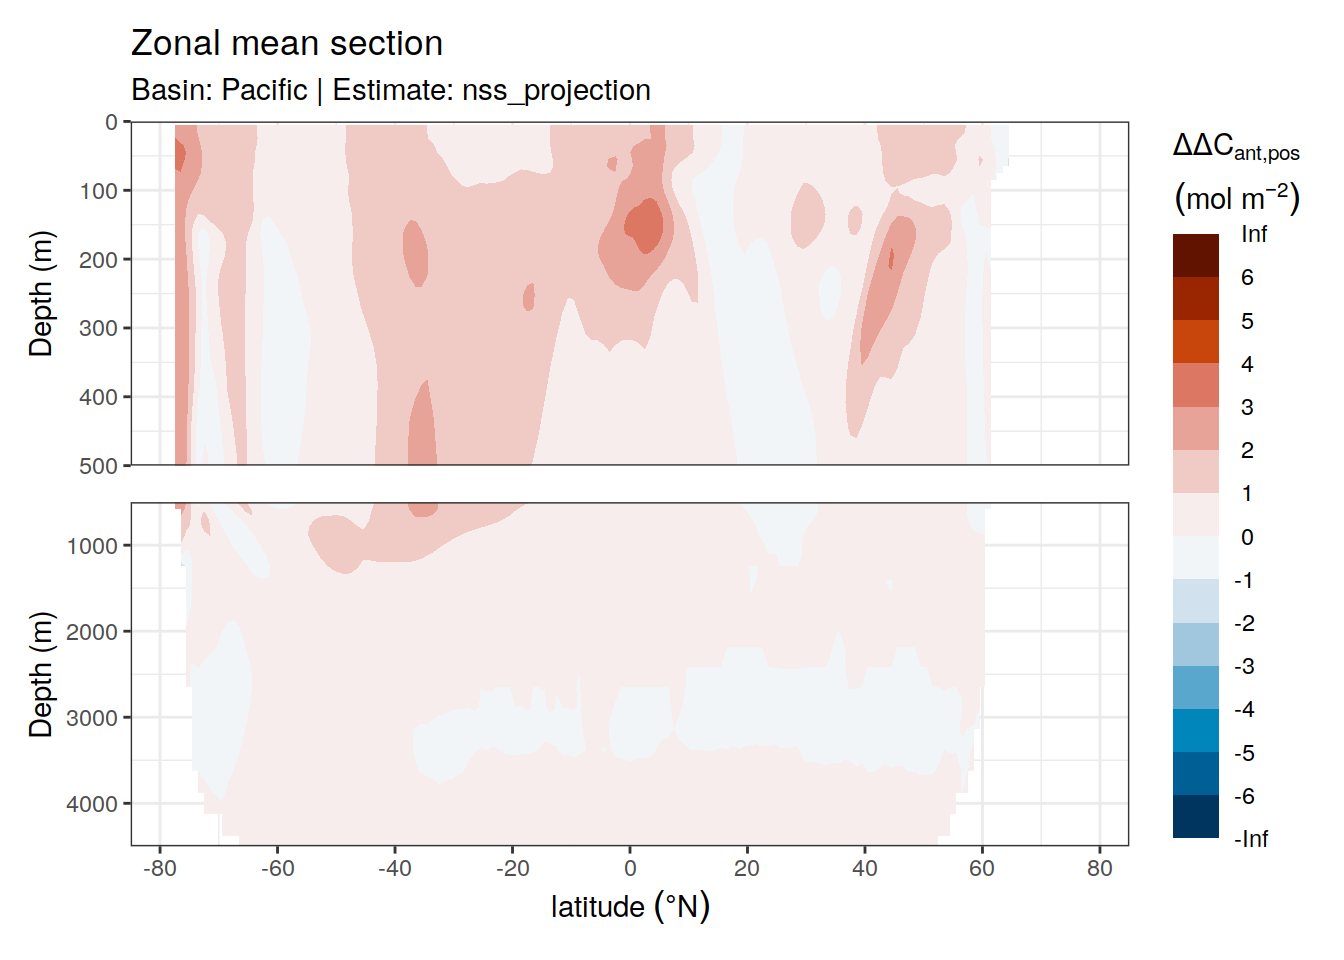 Zonal mean section
Basin: Pacific | Estimate: nss_projection
0
100
200
300
400
500
Depth (m)
1000
2000
3000
4000
Depth (m)
-80 -60 -40 -20 0 20 40 60 80
latitude (°N)
ΔΔC_ant,pos
(mol m⁻²)
Inf
6
5
4
3
2
1
0
-1
-2
-3
-4
-5
-6
-Inf